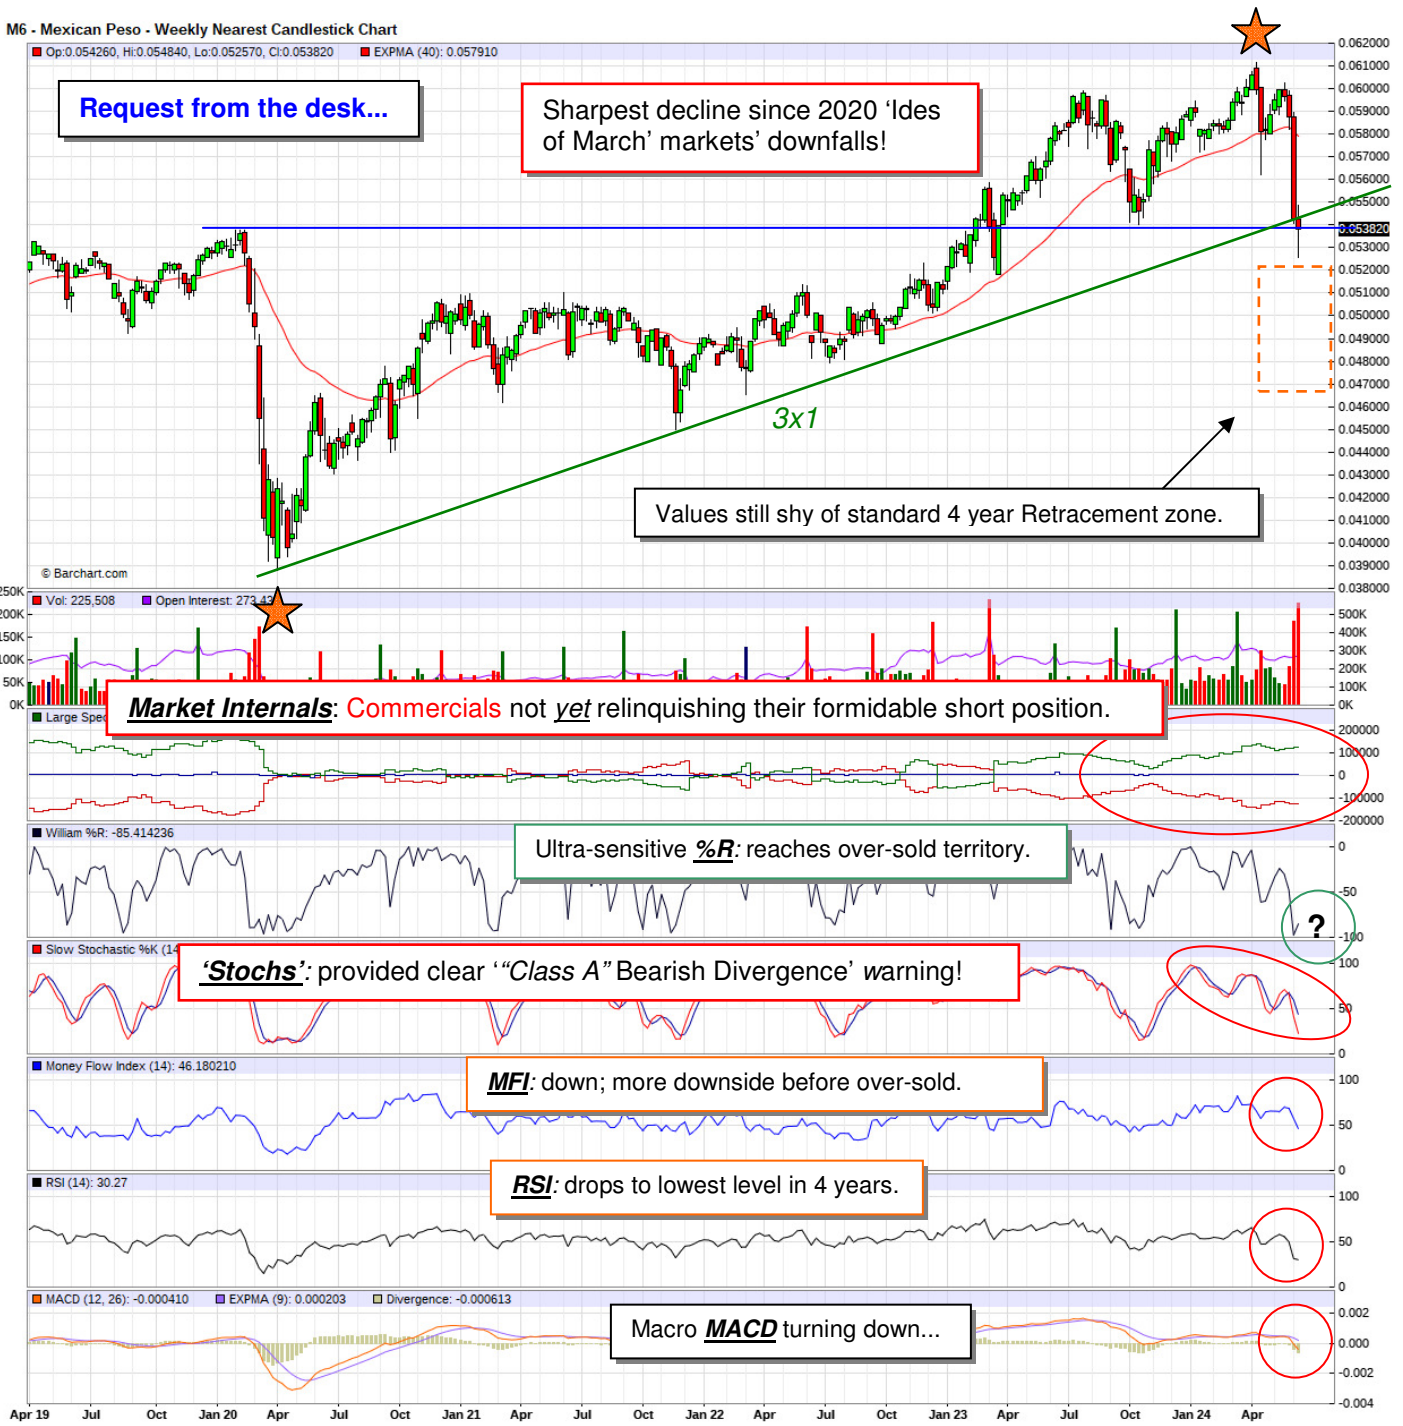 M6 - Mexican Peso - Weekly Nearest Candlestick Chart
Op:0.054260, Hi:0.054840, Lo:0.052570, Cl:0.053820 EXPMA (40): 0.057910
Request from the desk...
Sharpest decline since 2020 ‘Ides
of March’ markets’ downfalls!
0.062000
0.061000
0.060000
0.059000
0.058000
0.057000
0.056000
0.055000
0.053820
0.053000
0.052000
0.051000
0.050000
0.049000
0.048000
0.047000
0.046000
0.045000
0.044000
0.043000
0.042000
0.041000
0.040000
0.039000
0.038000
3x1
Values still shy of standard 4 year Retracement zone.
© Barchart.com
Vol: 225,508 Open Interest: 273,43
250K
200K
150K
100K
50K
0K
500K
400K
300K
200K
100K
0K
Market Internals: Commercials not yet relinquishing their formidable short position.
Large Spec
200000
100000
0
-100000
-200000
William %R: -85.414236
Ultra-sensitive %R: reaches over-sold territory.
0
-50
-100
?
Slow Stochastic %K (14
‘Stochs’: provided clear ‘“Class A” Bearish Divergence’ warning!
100
50
0
Money Flow Index (14): 46.180210
MFI: down; more downside before over-sold.
100
50
0
RSI (14): 30.27
RSI: drops to lowest level in 4 years.
100
50
0
MACD (12, 26): -0.000410 EXPMA (9): 0.000203 Divergence: -0.000613
Macro MACD turning down...
0.002
0.000
-0.002
-0.004
Apr 19 Jul Oct Jan 20 Apr Jul Oct Jan 21 Apr Jul Oct Jan 22 Apr Jul Oct Jan 23 Apr Jul Oct Jan 24 Apr